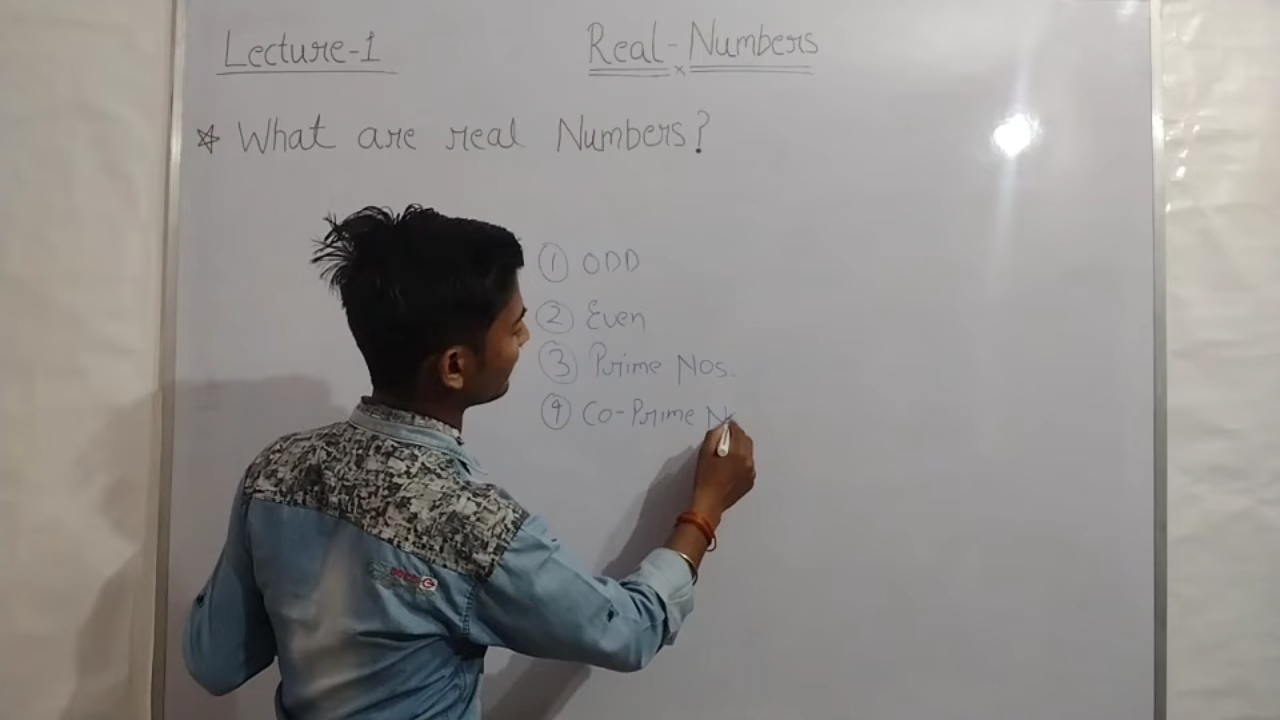 Lecture-1
Real-Numbers
What are real Numbers?
① ODD
② Even
③ Prime Nos.
④ Co-Prime N